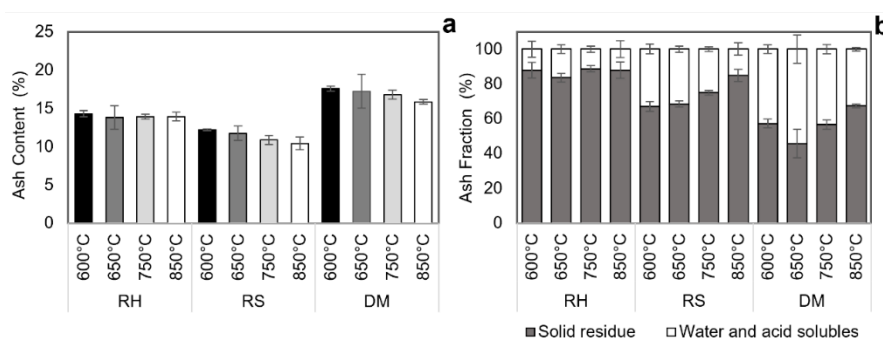 a
25
20
15
10
5
0
Ash Content (%)
600°C 650°C 750°C 850°C 600°C 650°C 750°C 850°C 600°C 650°C 750°C 850°C
RH RS DM
b
100
80
60
40
20
0
Ash Fraction (%)
600°C 650°C 750°C 850°C 600°C 650°C 750°C 850°C 600°C 650°C 750°C 850°C
RH RS DM
Solid residue Water and acid solubles